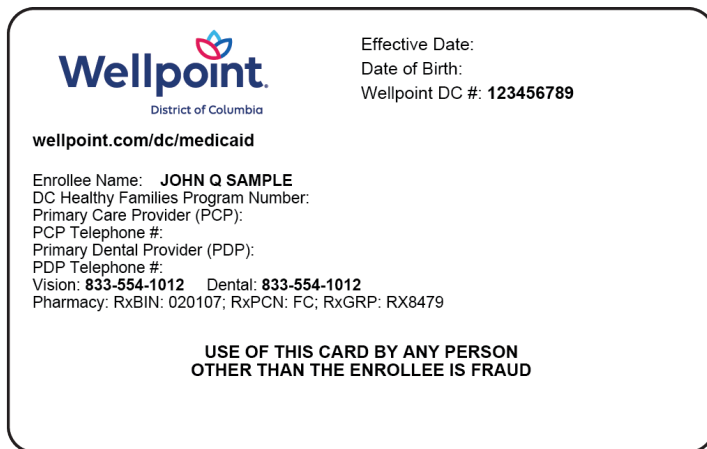 Wellpoint.
District of Columbia
Effective Date:
Date of Birth:
Wellpoint DC #: 123456789
wellpoint.com/dc/medicaid
Enrollee Name: JOHN Q SAMPLE
DC Healthy Families Program Number:
Primary Care Provider (PCP):
PCP Telephone #:
Primary Dental Provider (PDP):
PDP Telephone #:
Vision: 833-554-1012 Dental: 833-554-1012
Pharmacy: RxBIN: 020107; RxPCN: FC; RxGRP: RX8479
USE OF THIS CARD BY ANY PERSON
OTHER THAN THE ENROLLEE IS FRAUD